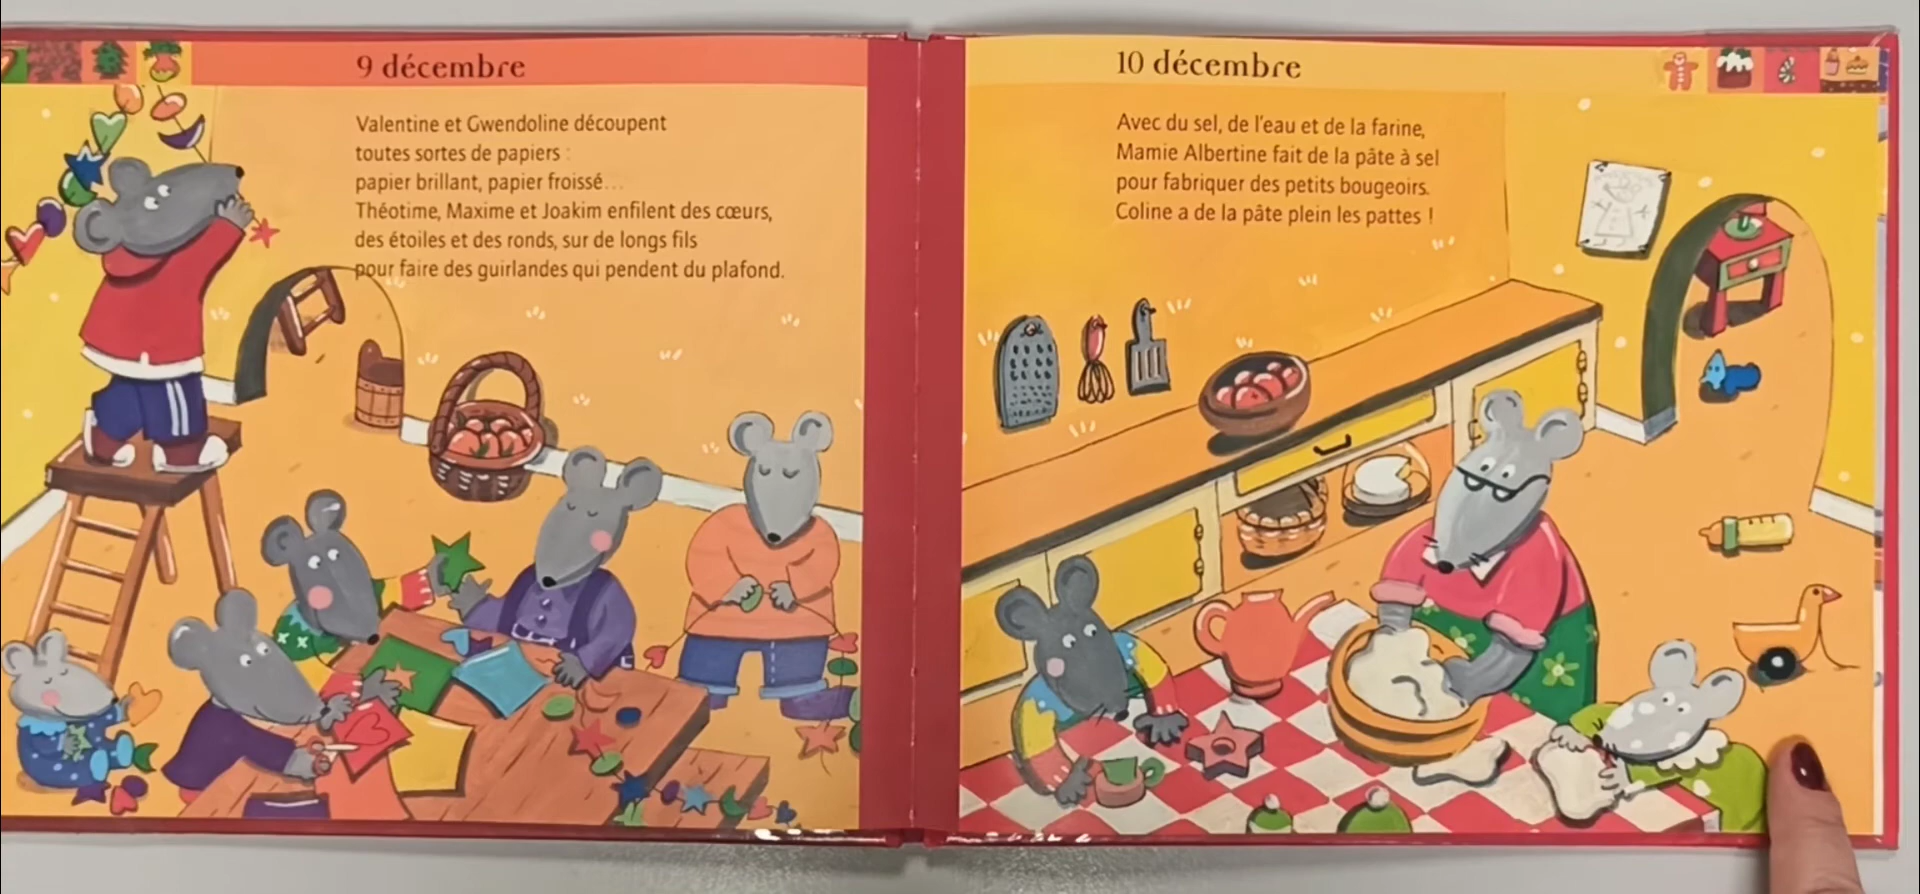 9 décembre
Valentine et Gwendoline découpent
toutes sortes de papiers :
papier brillant, papier froissé...
Théotime, Maxime et Joakim enfilent des cœurs,
des étoiles et des ronds, sur de longs fils
pour faire des guirlandes qui pendent du plafond.
10 décembre
Avec du sel, de l'eau et de la farine,
Mamie Albertine fait de la pâte à sel
pour fabriquer des petits bougeoirs.
Coline a de la pâte plein les pattes !